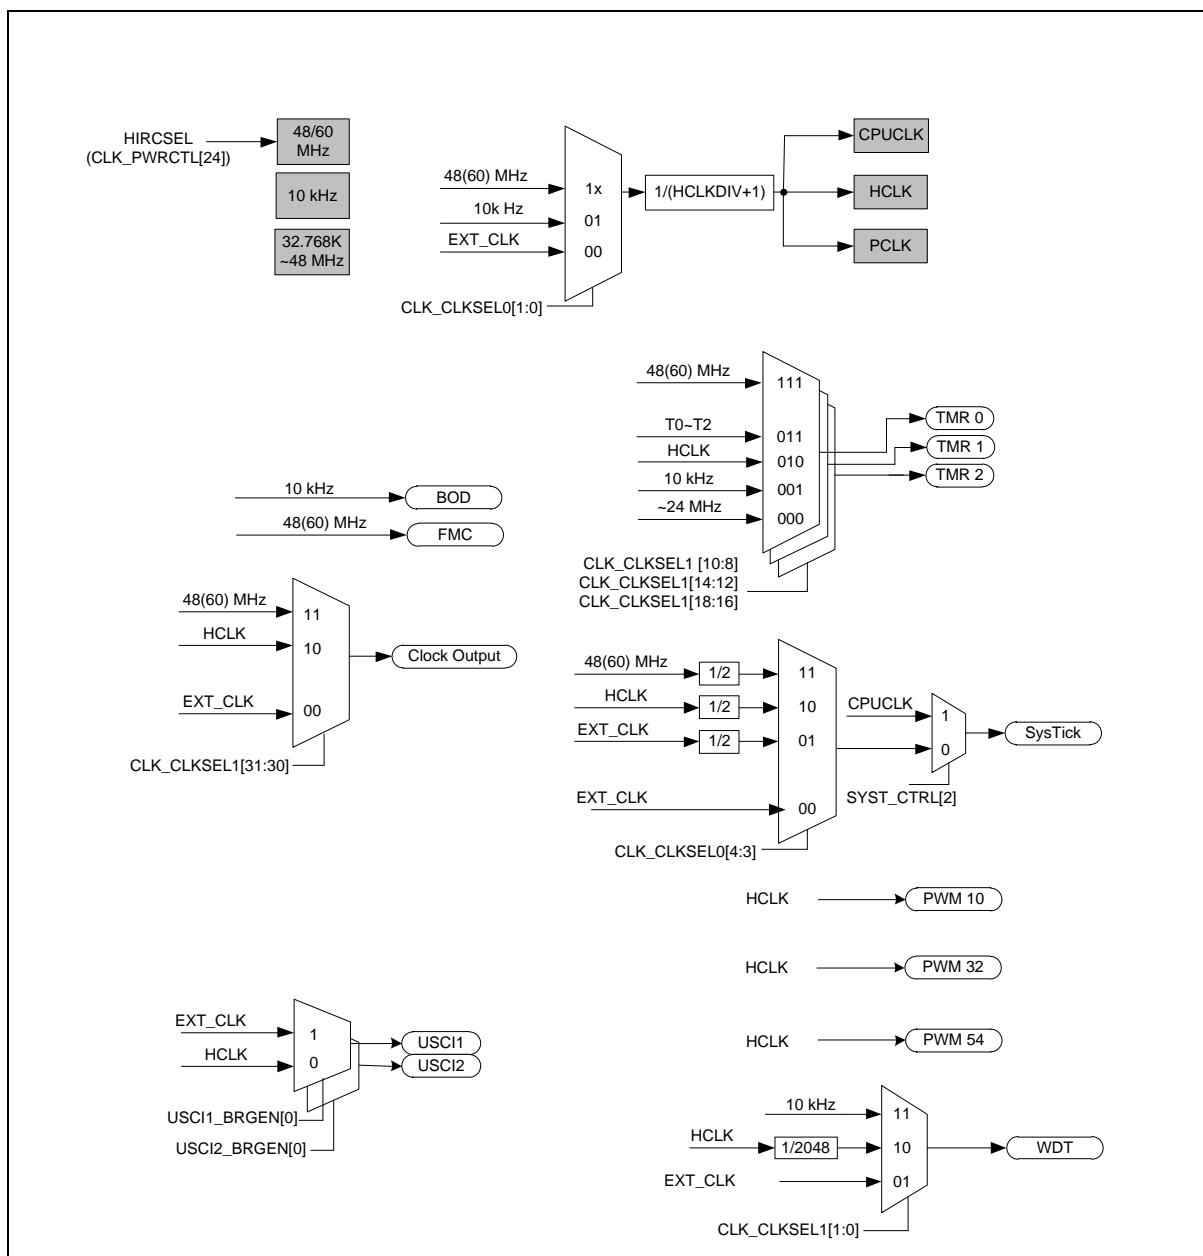 HIRCSEL
(CLK_PWRCTL[24])
48/60
MHz
10 kHz
32.768K
~48 MHz
48(60) MHz
10k Hz
EXT_CLK
1x
01
00
CLK_CLKSEL0[1:0]
1/(HCLKDIV+1)
CPUCLK
HCLK
PCLK
48(60) MHz
T0~T2
HCLK
10 kHz
~24 MHz
111
011
010
001
000
CLK_CLKSEL1 [10:8]
CLK_CLKSEL1[14:12]
CLK_CLKSEL1[18:16]
TMR 0
TMR 1
TMR 2
10 kHz
BOD
48(60) MHz
FMC
48(60) MHz
HCLK
EXT_CLK
11
10
00
CLK_CLKSEL1[31:30]
Clock Output
48(60) MHz
HCLK
EXT_CLK
EXT_CLK
1/2
1/2
1/2
11
10
01
00
CLK_CLKSEL0[4:3]
CPUCLK
1
0
SYST_CTRL[2]
SysTick
HCLK
PWM 10
HCLK
PWM 32
HCLK
PWM 54
EXT_CLK
HCLK
1
0
USCI1_BRGEN[0]
USCI2_BRGEN[0]
USCI1
USCI2
10 kHz
HCLK
1/2048
EXT_CLK
11
10
01
CLK_CLKSEL1[1:0]
WDT